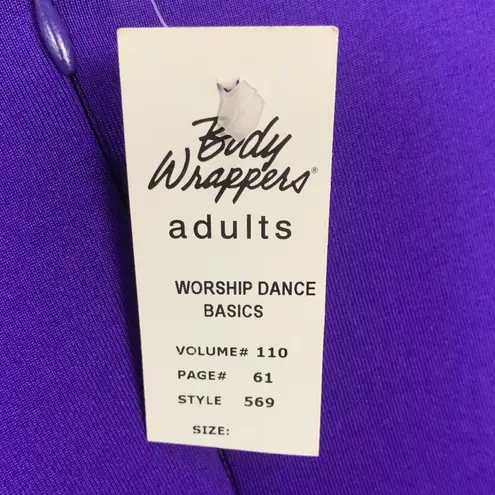 Body
Wrappers®
adults
WORSHIP DANCE
BASICS
VOLUME# 110
PAGE# 61
STYLE 569
SIZE: